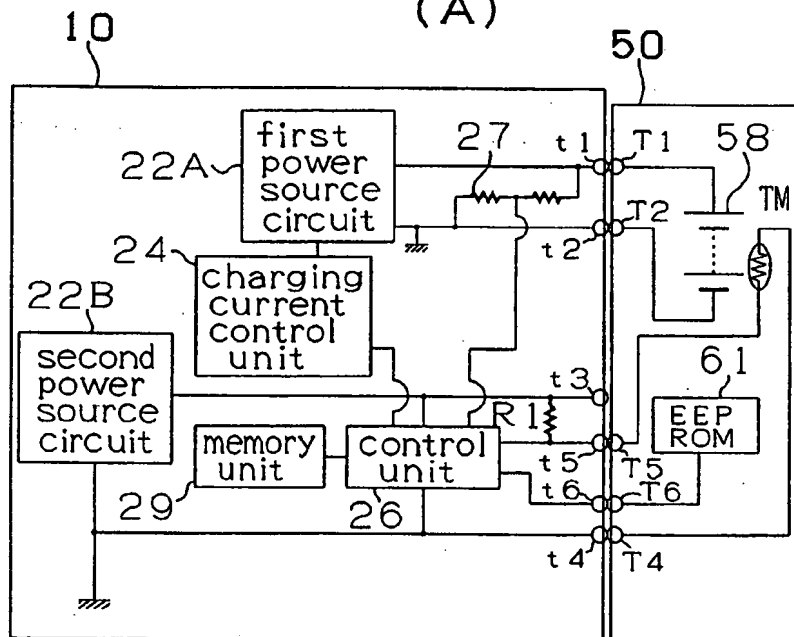 (A)
10
50
first
power
source
circuit
22A
27
t1
T1
58
TM
t2
T2
24
charging
current
control
unit
22B
second
power
source
circuit
t3
61
R1
EEP
ROM
memory
unit
control
unit
t5
T5
29
26
t6
T6
t4
T4